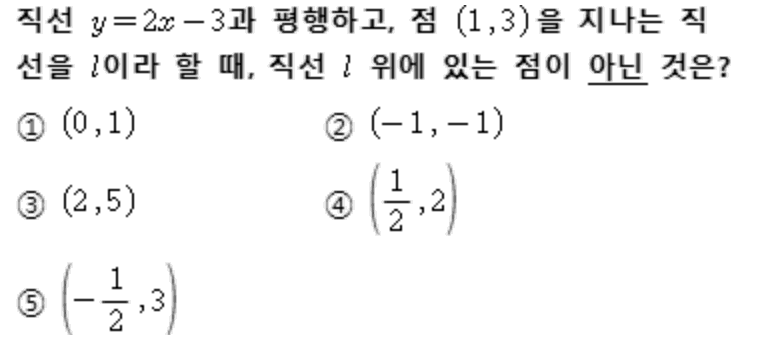 직선 y=2x-3과 평행하고, 점 (1,3)을 지나는 직
선을 l이라 할 때, 직선 l 위에 있는 점이 아닌 것은?
① (0,1) ② (-1,-1)
③ (2,5) ④ (1/2,2)
⑤ (-1/2,3)